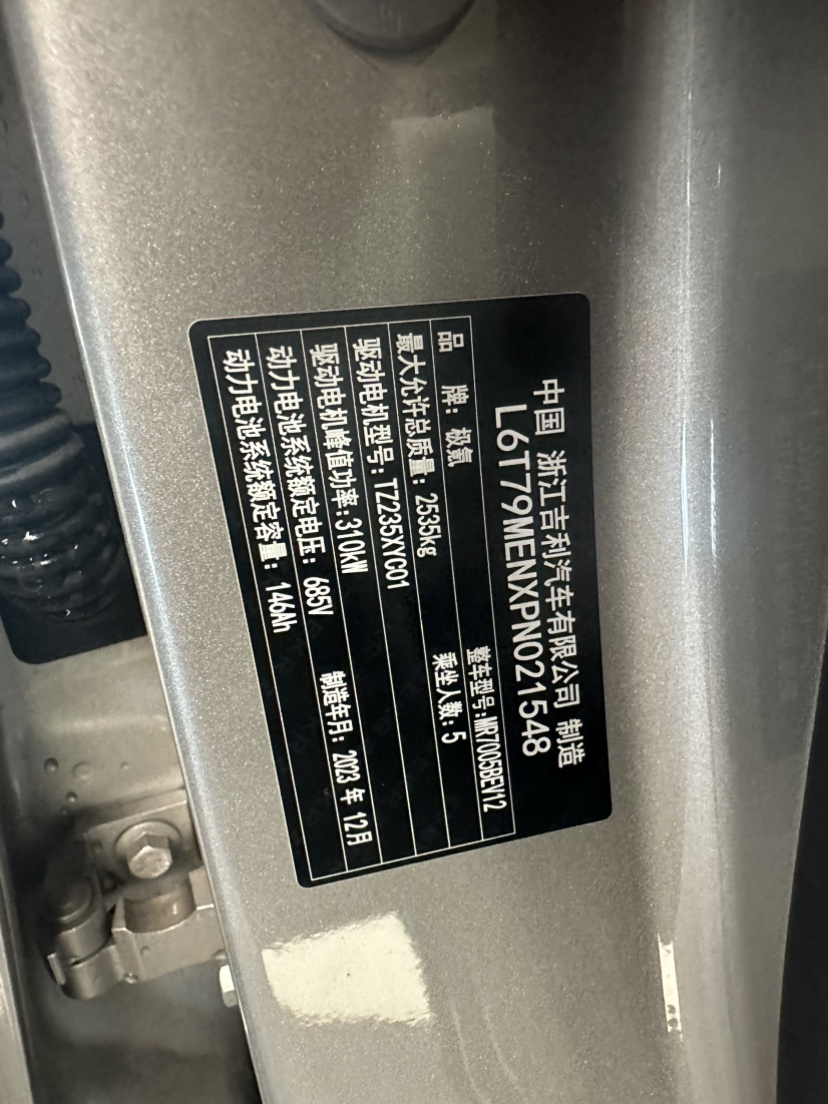 中国 浙江吉利汽车有限公司 制造
L6T79MENXPN021548
品 牌: 极氪 整车型号: MR7005BEV12
最大允许总质量: 2535kg 乘坐人数: 5
驱动电机型号: TZ235XYC01
驱动电机峰值功率: 310kW
动力电池系统额定电压: 685V 制造年月: 2023 年 12月
动力电池系统额定容量: 146Ah